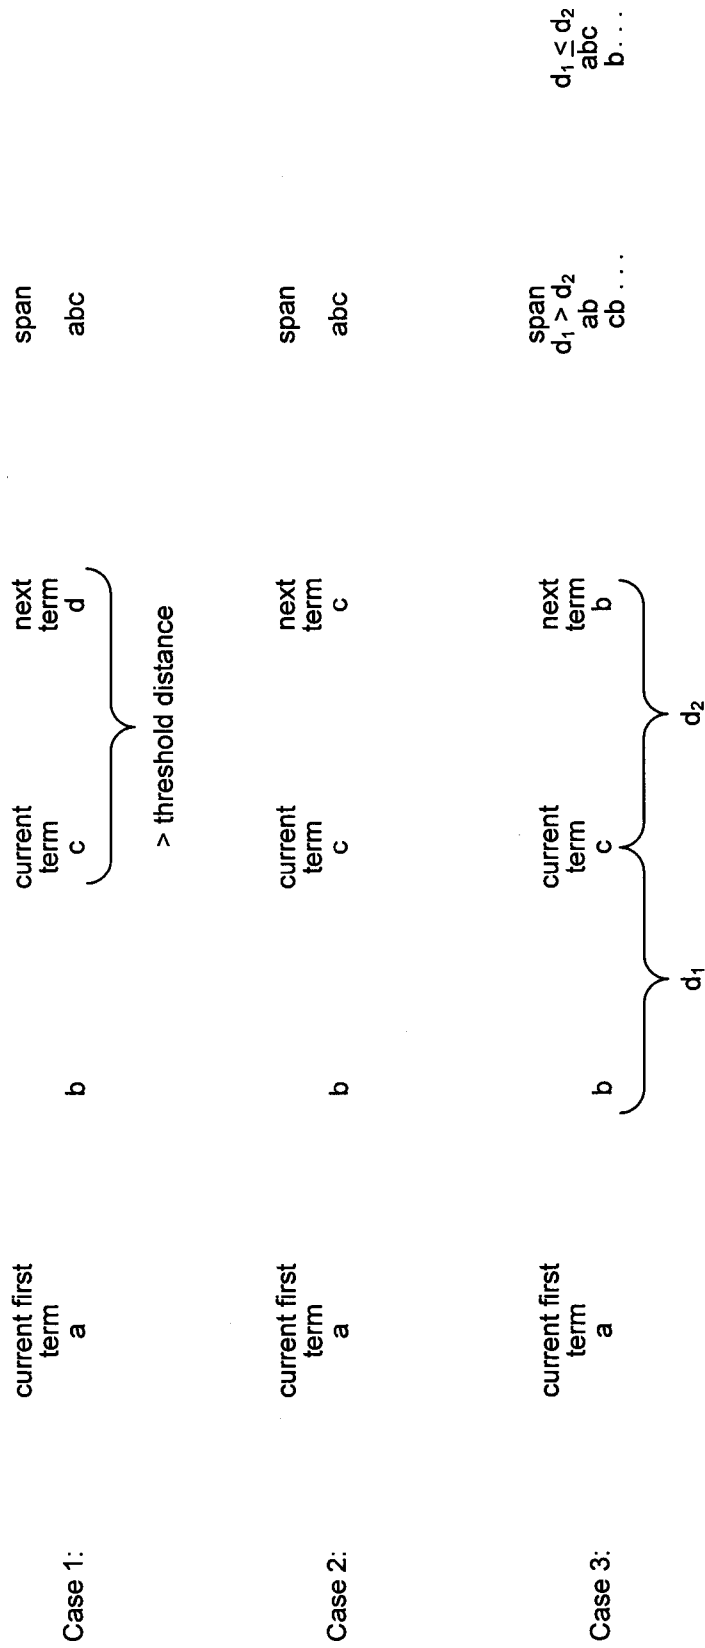 current first
term
current
term
next
term
span
Case 1:
a
b
c
d
abc
> threshold distance
current first
term
current
term
next
term
span
Case 2:
a
b
c
c
abc
current first
term
current
term
next
term
span
d₁ > d₂
d₁ ≤ d₂
Case 3:
a
b
c
b
ab
abc
cb . . . .
b . . . .
d₁
d₂